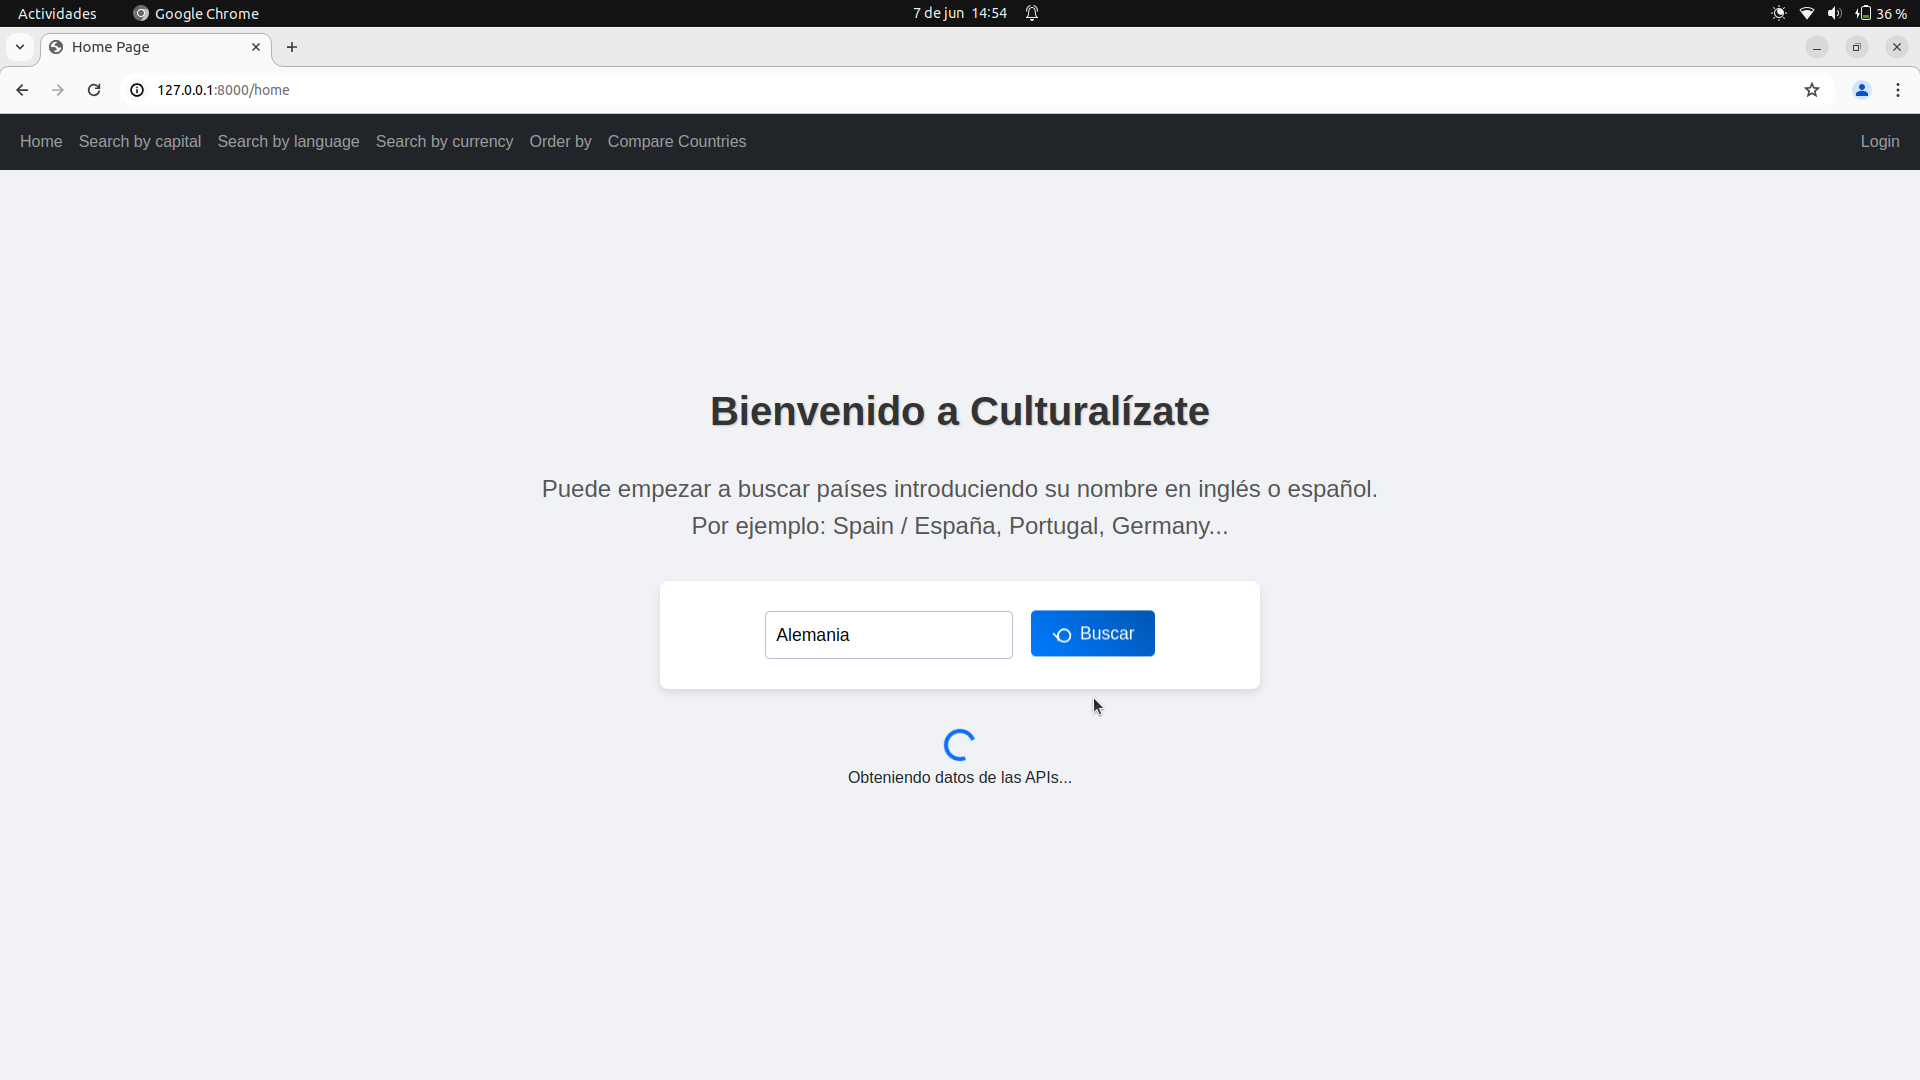 Actividades
Google Chrome
7 de jun 14:54
36 %
Home Page
127.0.0.1:8000/home
Home
Search by capital
Search by language
Search by currency
Order by
Compare Countries
Login
Bienvenido a Culturalízate
Puede empezar a buscar países introduciendo su nombre en inglés o español.
Por ejemplo: Spain / España, Portugal, Germany...
Alemania
Buscar
Obteniendo datos de las APIs...